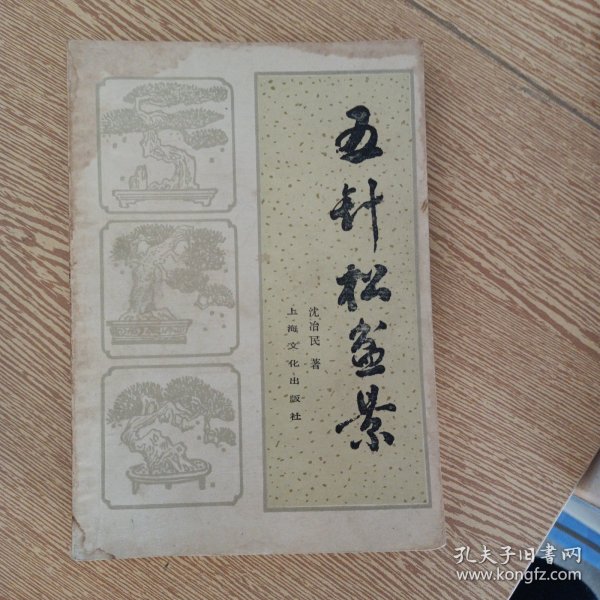 五针松盆景
沈冶民 著
上海文化出版社
孔夫子旧书网
www.kongfz.com